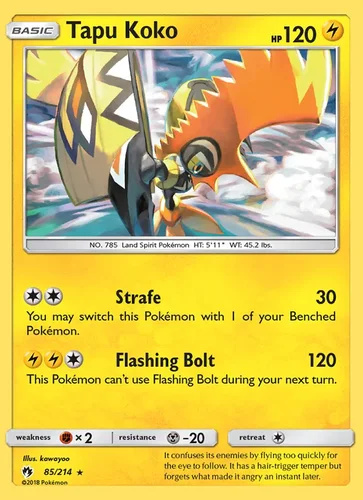 BASIC Tapu Koko HP 120
NO. 785 Land Spirit Pokémon HT: 5'11" WT: 45.2 lbs.
Strafe 30
You may switch this Pokémon with 1 of your Benched
Pokémon.
Flashing Bolt 120
This Pokémon can't use Flashing Bolt during your next turn.
weakness × 2 resistance -20 retreat
Illus. kawayoo
85/214 ★
©2018 Pokémon
It confuses its enemies by flying too quickly for
the eye to follow. It has a hair-trigger temper but
forgets what made it angry an instant later.